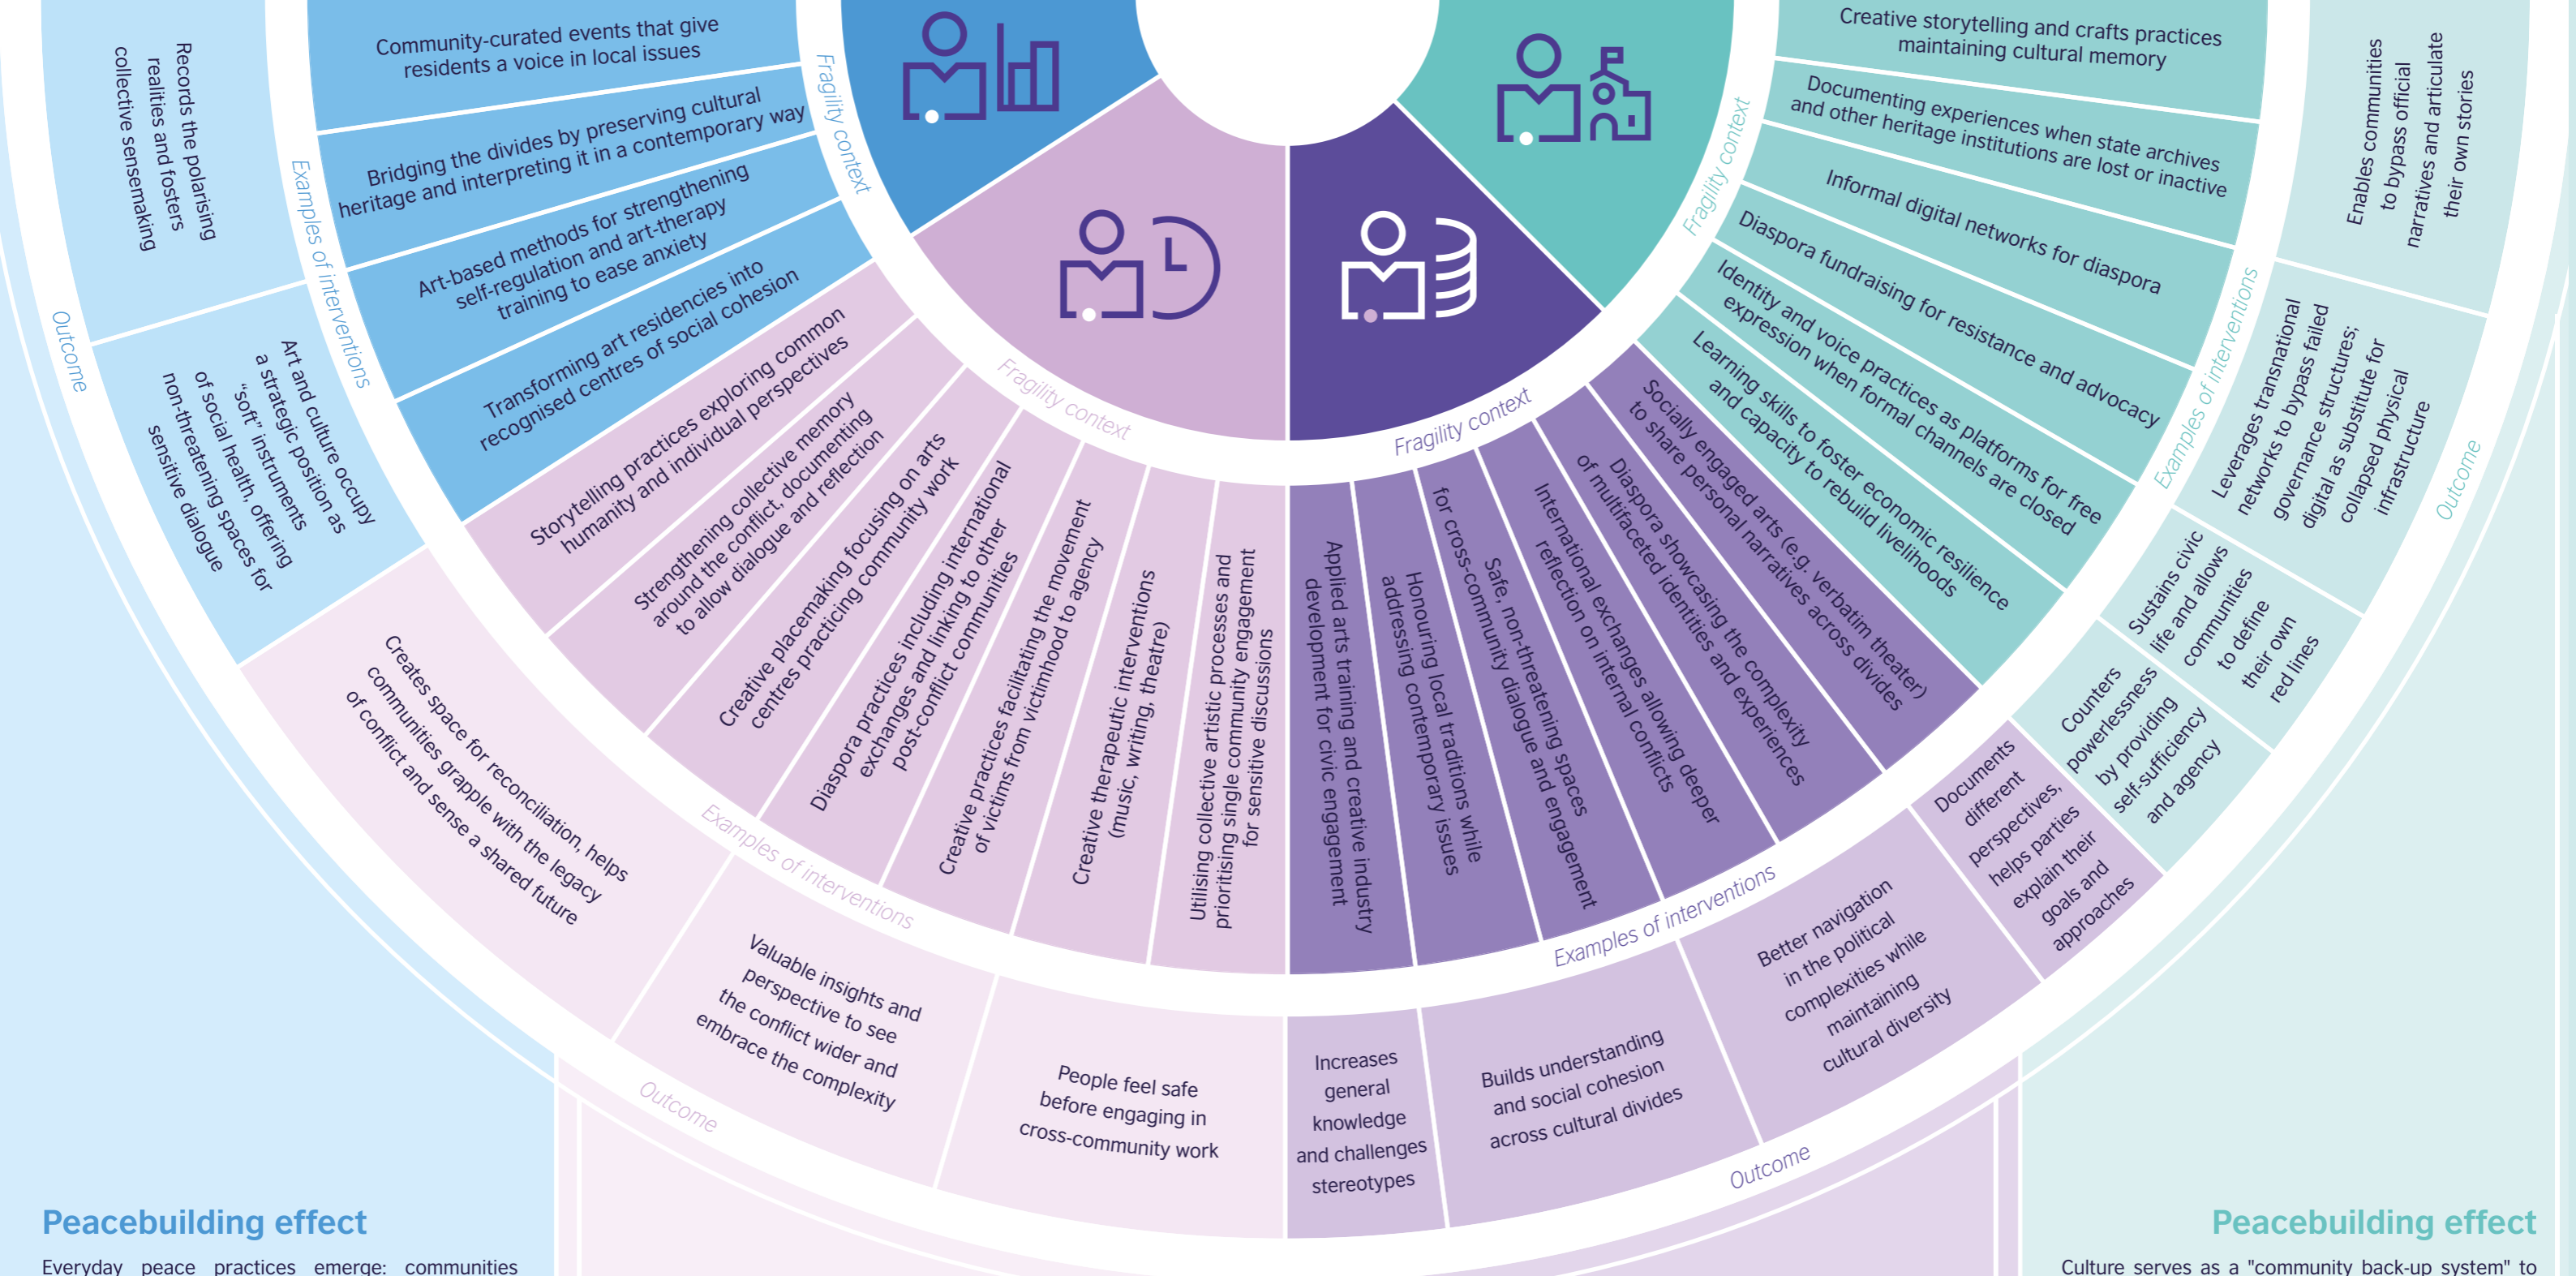 Records the polarising
realities and fosters
collective sensemaking
Art and culture occupy
a strategic position as
“soft” instruments
of social health, offering
non-threatening spaces for
sensitive dialogue
Outcome
Examples of interventions
Community-curated events that give
residents a voice in local issues
Bridging the divides by preserving cultural
heritage and interpreting it in a contemporary way
Art-based methods for strengthening
self-regulation and art-therapy
training to ease anxiety
Transforming art residencies into
recognised centres of social cohesion
Fragility context
Fragility context
Storytelling practices exploring common
humanity and individual perspectives
Strengthening collective memory
around the conflict, documenting
to allow dialogue and reflection
Creative placemaking focusing on arts
centres practicing community work
Diaspora practices including international
exchanges and linking to other
post-conflict communities
Creative practices facilitating the movement
of victims from victimhood to agency
Creative therapeutic interventions
(music, writing, theatre)
Utilising collective artistic processes and
prioritising single community engagement
for sensitive discussions
Examples of interventions
Creates space for reconciliation, helps
communities grapple with the legacy
of conflict and sense a shared future
Valuable insights and
perspective to see
the conflict wider and
embrace the complexity
People feel safe
before engaging in
cross-community work
Outcome
Fragility context
Applied arts training and creative industry
development for civic engagement
Honouring local traditions while
addressing contemporary issues
Safe, non-threatening spaces
for cross-community dialogue and engagement
International exchanges allowing deeper
reflection on internal conflicts
Diaspora showcasing the complexity
of multifaceted identities and experiences
Socially engaged arts (e.g. verbatim theater)
to share personal narratives across divides
Examples of interventions
Increases
general
knowledge
and challenges
stereotypes
Builds understanding
and social cohesion
across cultural divides
Better navigation
in the political
complexities while
maintaining
cultural diversity
Documents
different
perspectives,
helps parties
explain their
goals and
approaches
Outcome
Fragility context
Creative storytelling and crafts practices
maintaining cultural memory
Documenting experiences when state archives
and other heritage institutions are lost or inactive
Informal digital networks for diaspora
Diaspora fundraising for resistance and advocacy
Identity and voice practices as platforms for free
expression when formal channels are closed
Learning skills to foster economic resilience
and capacity to rebuild livelihoods
Examples of interventions
Enables communities
to bypass official
narratives and articulate
their own stories
Leverages transnational
networks to bypass failed
governance structures;
digital as substitute for
collapsed physical
infrastructure
Sustains civic
life and allows
communities
to define
their own
red lines
Counters
powerlessness
by providing
self-sufficiency
and agency
Outcome
Peacebuilding effect
Everyday peace practices emerge: communities
Peacebuilding effect
Culture serves as a "community back-up system" to